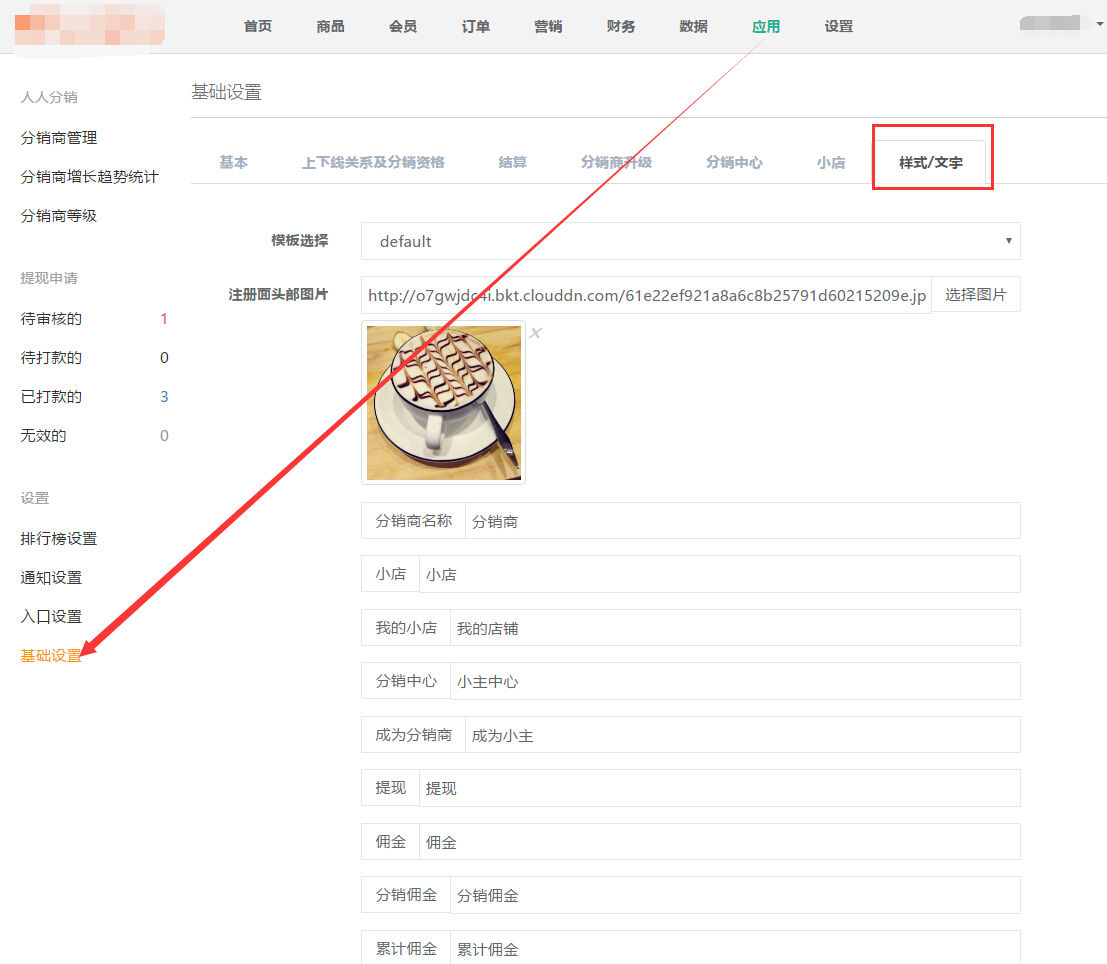 首页 商品 会员 订单 营销 财务 数据 应用 设置
人人分销
分销商管理
分销商增长趋势统计
分销商等级
提现申请
待审核的 1
待打款的 0
已打款的 3
无效的 0
设置
排行榜设置
通知设置
入口设置
基础设置
基础设置
基本 上下线关系及分销资格 结算 分销商升级 分销中心 小店 样式/文字
模板选择 default
注册面头部图片 http://o7gwjdc4i.bkt.clouddn.com/61e22ef921a8a6c8b25791d60215209e.jp 选择图片
分销商名称 分销商
小店 小店
我的小店 我的店铺
分销中心 小主中心
成为分销商 成为小主
提现 提现
佣金 佣金
分销佣金 分销佣金
累计佣金 累计佣金